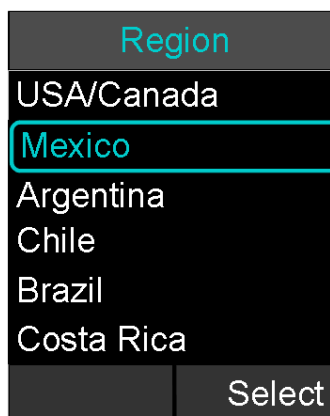 Region
USA/Canada
Mexico
Argentina
Chile
Brazil
Costa Rica
Select